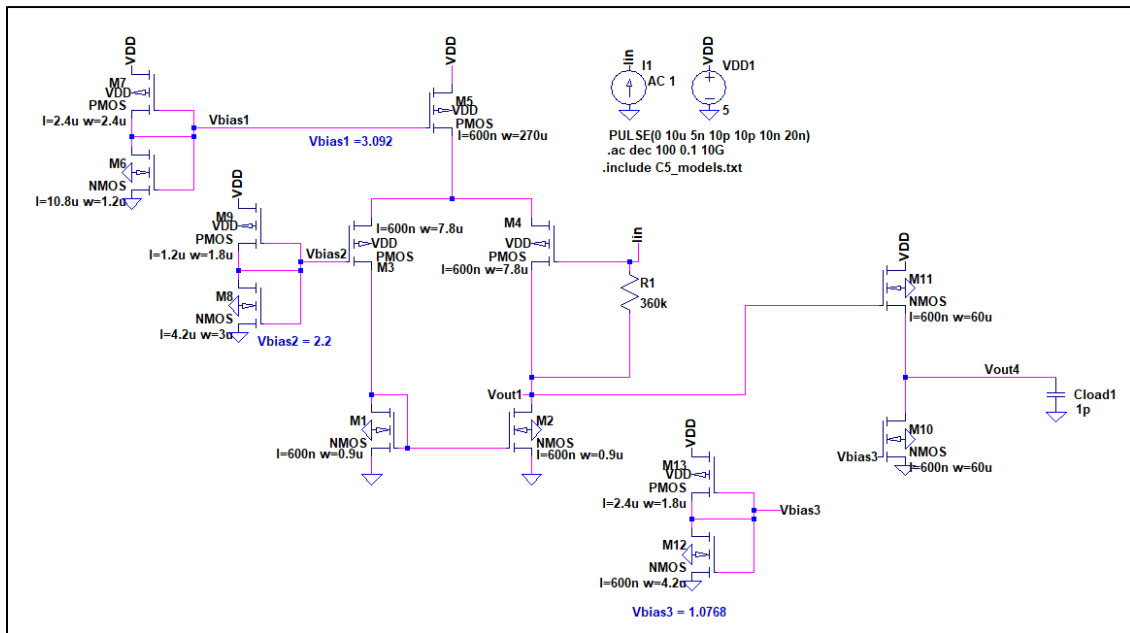 VDD
M7
VDD
PMOS
l=2.4u w=2.4u
M6
NMOS
l=10.8u w=1.2u
Vbias1
Vbias1 =3.092
VDD
M5
VDD
PMOS
l=600n w=270u
Iin
I1
AC 1
VDD
VDD1
5
PULSE(0 10u 5n 10p 10p 10n 20n)
.ac dec 100 0.1 10G
.include C5_models.txt
VDD
M9
VDD
PMOS
l=1.2u w=1.8u
M8
NMOS
l=4.2u w=3u
Vbias2
Vbias2 = 2.2
l=600n w=7.8u
VDD
PMOS
M3
M4
VDD
PMOS
l=600n w=7.8u
Iin
R1
360k
VDD
M11
NMOS
l=600n w=60u
Vout1
Vout4
Cload1
1p
M1
NMOS
l=600n w=0.9u
M2
NMOS
l=600n w=0.9u
M10
Vbias3
NMOS
l=600n w=60u
VDD
M13
VDD
PMOS
l=2.4u w=1.8u
Vbias3
M12
NMOS
l=600n w=4.2u
Vbias3 = 1.0768